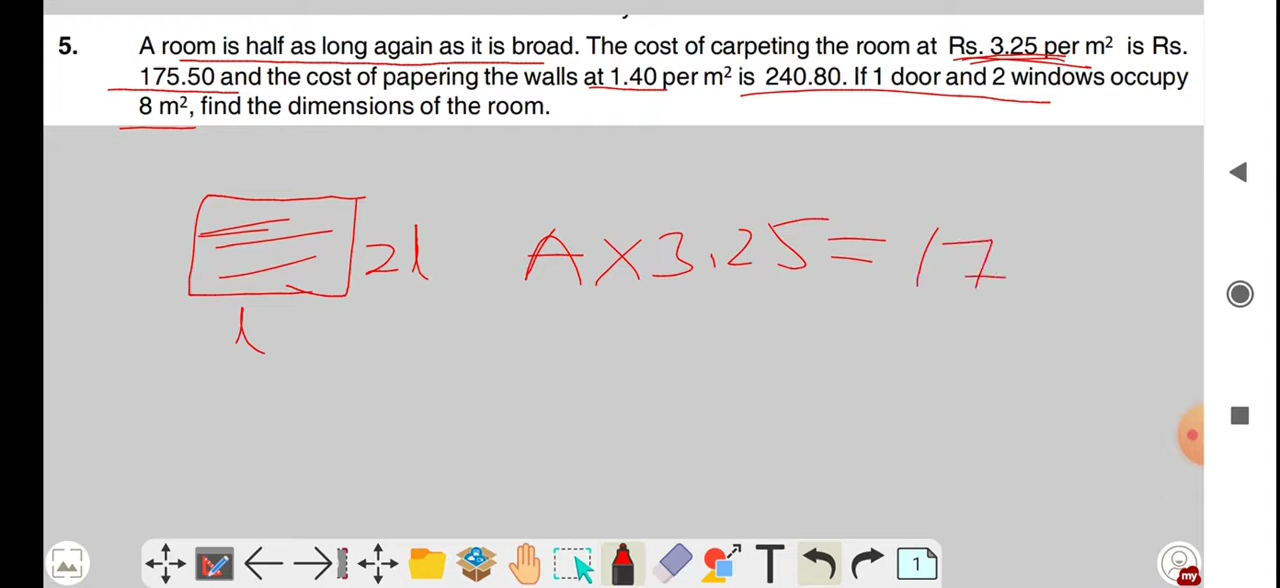 5. A room is half as long again as it is broad. The cost of carpeting the room at Rs. 3.25 per m² is Rs.
175.50 and the cost of papering the walls at 1.40 per m² is 240.80. If 1 door and 2 windows occupy
8 m², find the dimensions of the room.
2l A×3.25=17
l
T 1
my